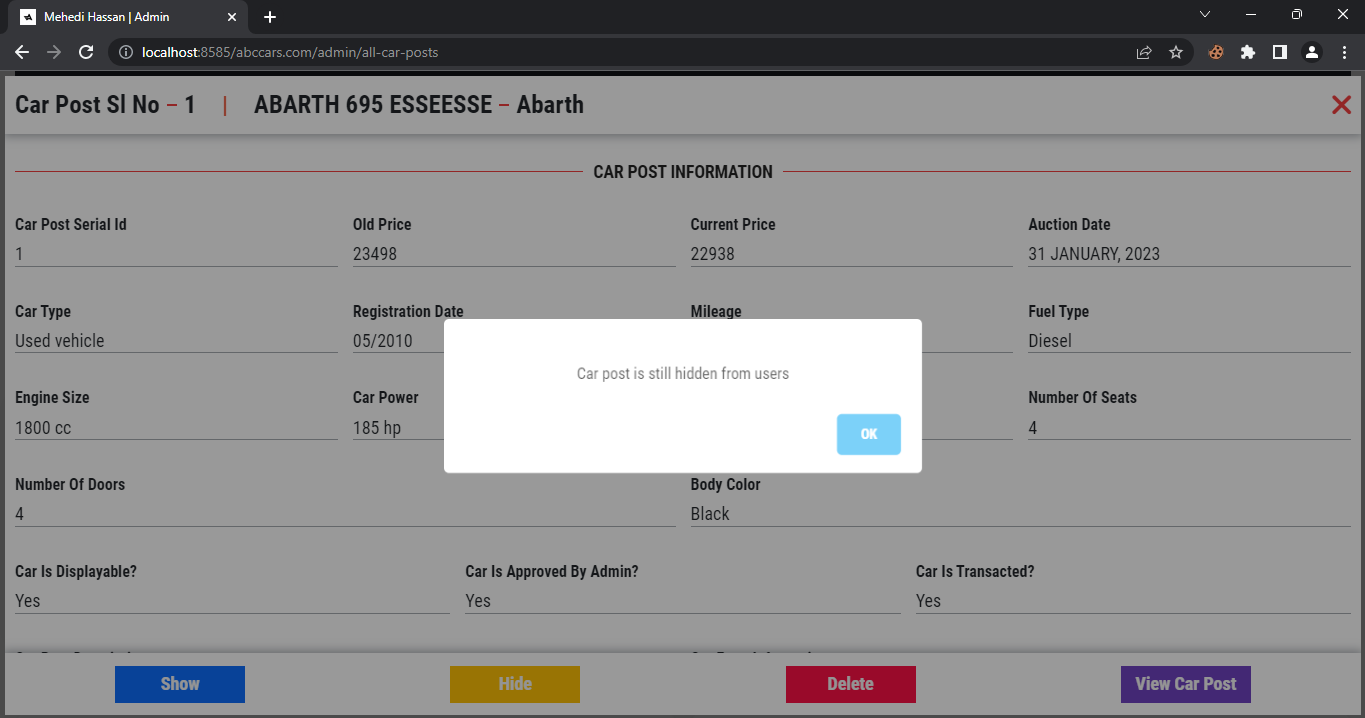 Mehedi Hassan | Admin
localhost:8585/abccars.com/admin/all-car-posts
Car Post Sl No – 1 | ABARTH 695 ESSEESSE – Abarth
CAR POST INFORMATION
Car Post Serial Id Old Price Current Price Auction Date
1 23498 22938 31 JANUARY, 2023
Car Type Registration Date Mileage Fuel Type
Used vehicle 05/2010 Diesel
Car post is still hidden from users
Engine Size Car Power Number Of Seats
1800 cc 185 hp 4
OK
Number Of Doors Body Color
4 Black
Car Is Displayable? Car Is Approved By Admin? Car Is Transacted?
Yes Yes Yes
Show Hide Delete View Car Post